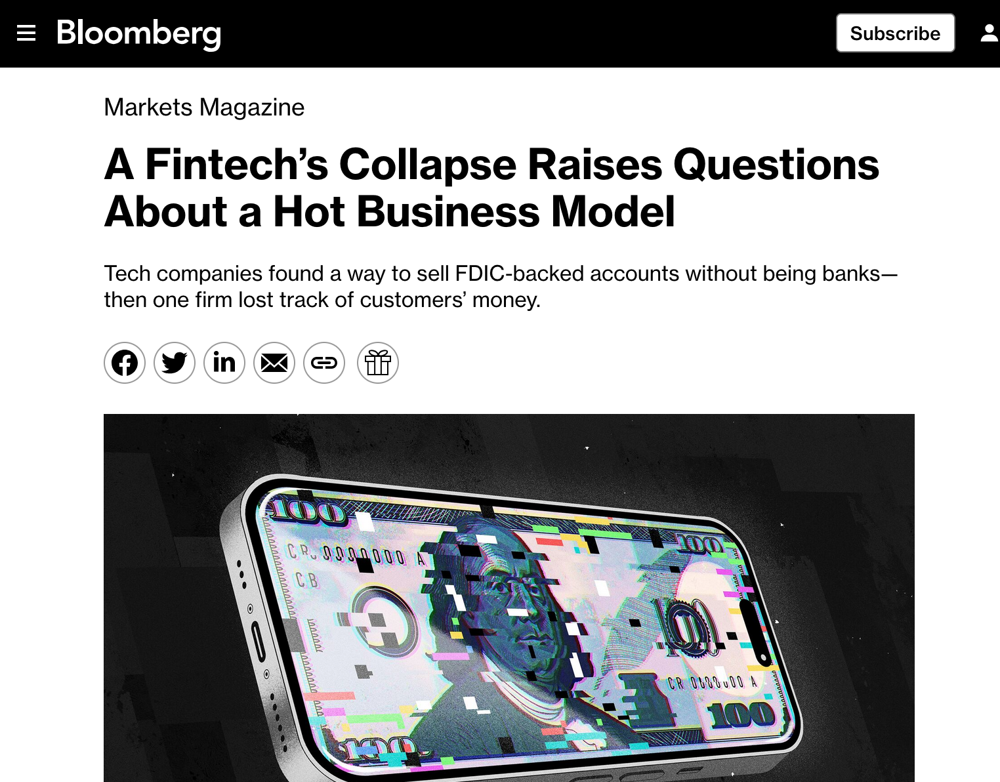 Bloomberg
Subscribe
Markets Magazine
A Fintech’s Collapse Raises Questions
About a Hot Business Model
Tech companies found a way to sell FDIC-backed accounts without being banks—
then one firm lost track of customers’ money.
100
CR 0000000 A
100
CB
100
CR 0000000 A
100
100